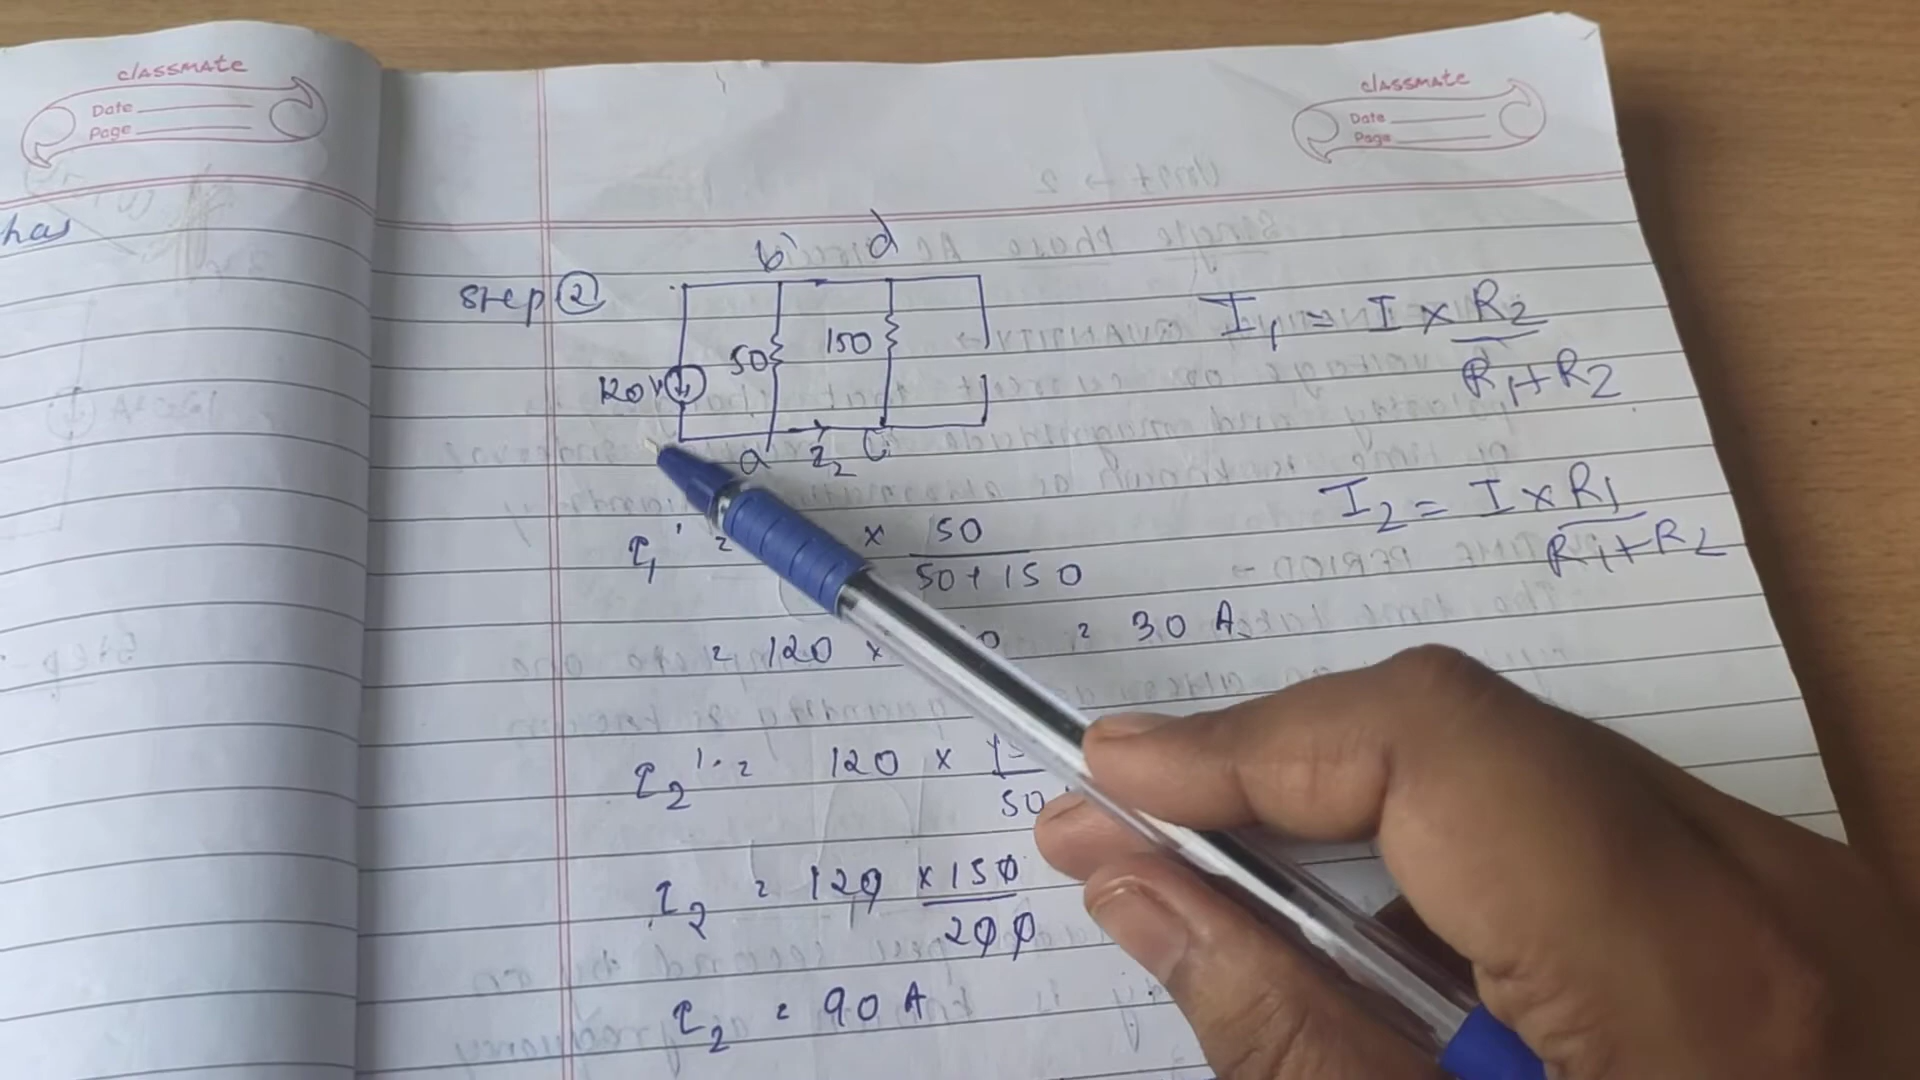 classmate
Date
Page
has
classmate
Date
Page
Step ②
b d
120
50
150
a I2 C
I1 = I × R2
R1 + R2
I2 = I × R1
R1 + R2
I1' = × 50
50 + 150
= 120 × = 30 A
I2' = 120 ×
50
I2 = 120 × 150
200
I2 = 90 A